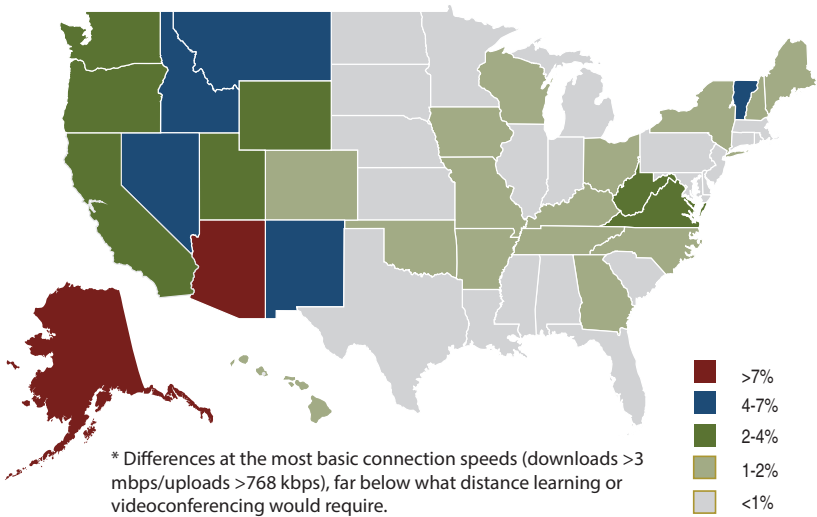 >7%
4-7%
2-4%
1-2%
<1%
* Differences at the most basic connection speeds (downloads >3
mbps/uploads >768 kbps), far below what distance learning or
videoconferencing would require.